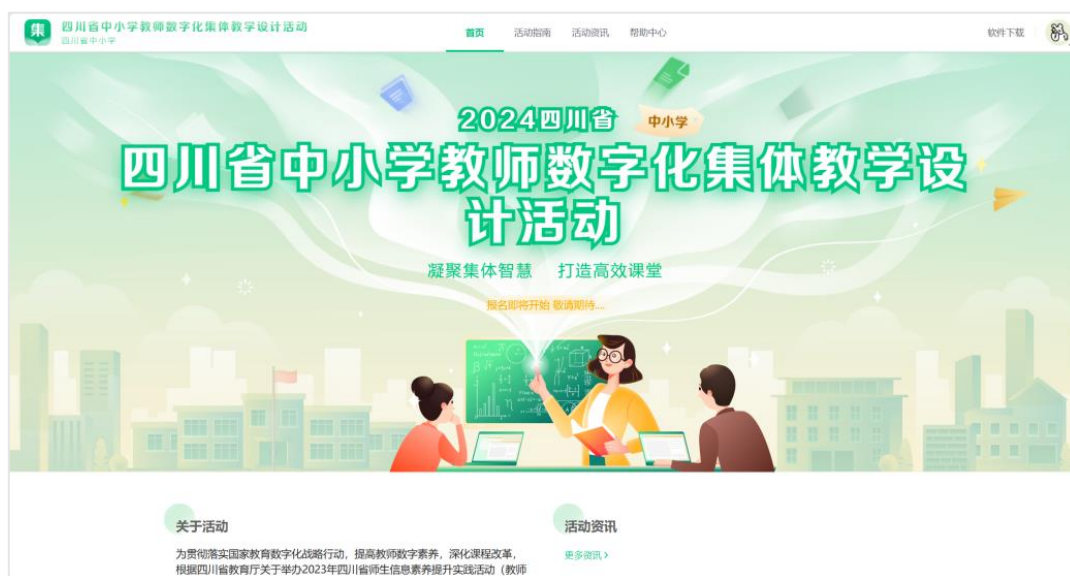 集
四川省中小学教师数字化集体教学设计活动
四川省中小学
首页 活动指南 活动资讯 帮助中心
软件下载
2024四川省 中小学
四川省中小学教师数字化集体教学设
计活动
凝聚集体智慧 打造高效课堂
报名即将开始 敬请期待....
关于活动
为贯彻落实国家教育数字化战略行动，提高教师数字素养，深化课程改革，
根据四川省教育厅关于举办2023年四川省师生信息素养提升实践活动（教师
活动资讯
更多资讯 >